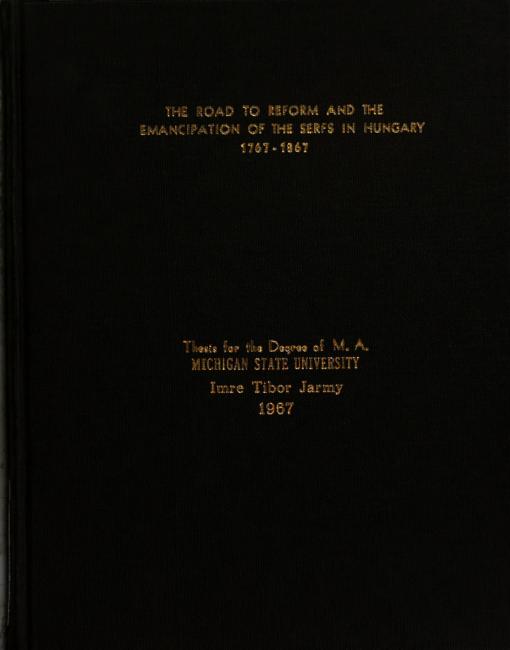 THE ROAD TO REFORM AND THE
EMANCIPATION OF THE SERFS IN HUNGARY
1767-1867
Thesis for the Degree of M. A.
MICHIGAN STATE UNIVERSITY
Imre Tibor Jarmy
1967